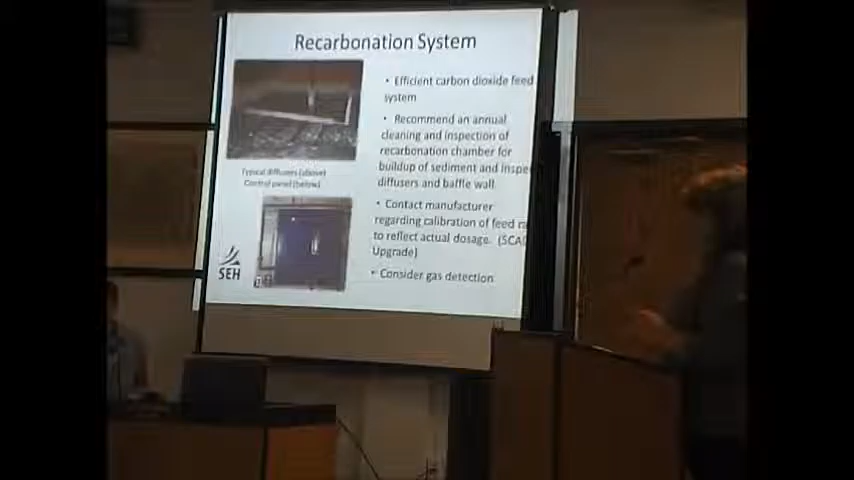 Recarbonation System
• Efficient carbon dioxide feed
system
• Recommend an annual
cleaning and inspection of
recarbonation chamber for
buildup of sediment and inspe
diffusers and baffle wall.
• Contact manufacturer
regarding calibration of feed ra
to reflect actual dosage. (SCA
Upgrade)
• Consider gas detection
Typical diffusers (above)
Control panel (below)
SEH